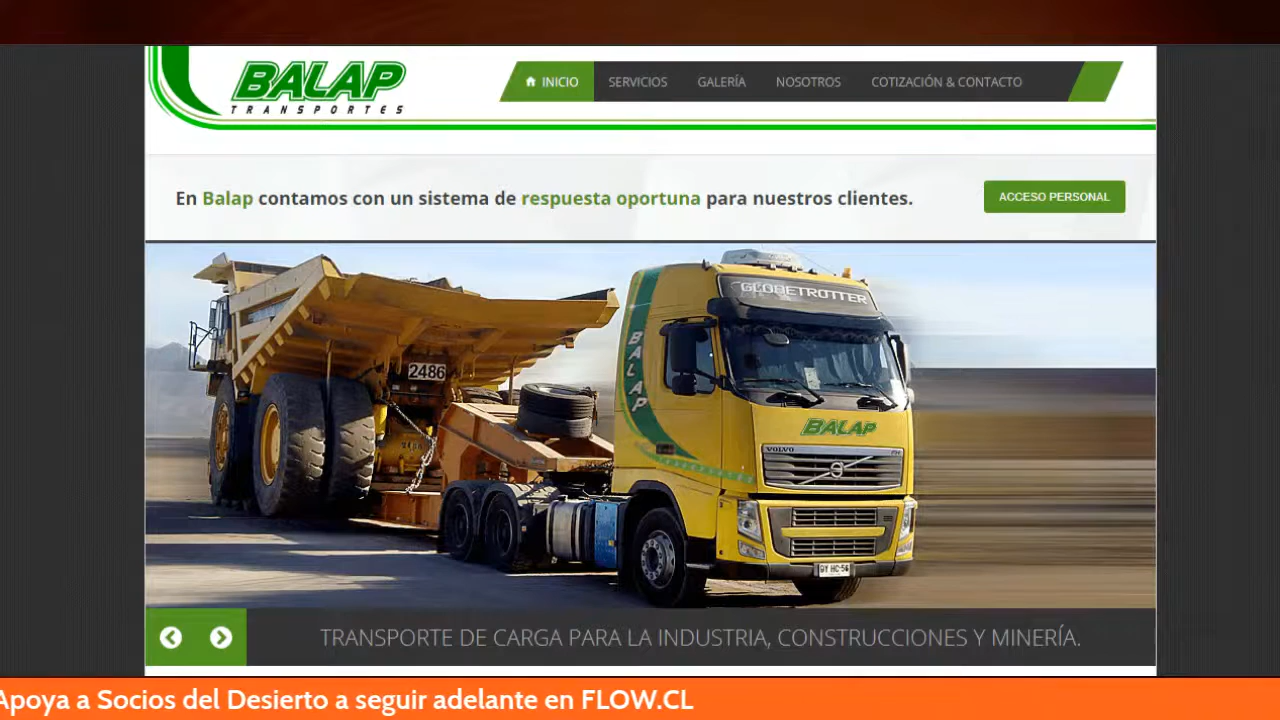 BALAP
TRANSPORTES
INICIO
SERVICIOS
GALERÍA
NOSOTROS
COTIZACIÓN & CONTACTO
En Balap contamos con un sistema de respuesta oportuna para nuestros clientes.
ACCESO PERSONAL
GLOBETROTTER
BALAP
2486
BALAP
VOLVO
TRANSPORTE DE CARGA PARA LA INDUSTRIA, CONSTRUCCIONES Y MINERÍA.
Apoya a Socios del Desierto a seguir adelante en FLOW.CL